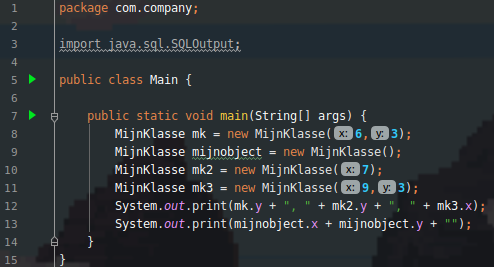 1 package com.company;
2
3 import java.sql.SQLOutput;
4
5 public class Main {
6
7 public static void main(String[] args) {
8 MijnKlasse mk = new MijnKlasse( x: 6, y: 3);
9 MijnKlasse mijnobject = new MijnKlasse();
10 MijnKlasse mk2 = new MijnKlasse( x: 7);
11 MijnKlasse mk3 = new MijnKlasse( x: 9, y: 3);
12 System.out.print(mk.y + ", " + mk2.y + ", " + mk3.x);
13 System.out.print(mijnobject.x + mijnobject.y + "");
14 }
15 }